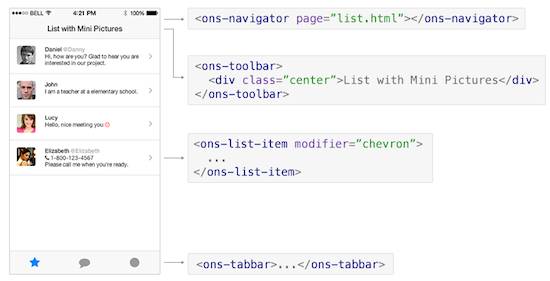 BELL 4:21 PM 100%
List with Mini Pictures
Daniel @Danny
Hi, how are you? Glad to hear you are
interested in our project.
John
I am a teacher at a elementary school.
Lucy
Hello, nice meeting you
Elizabeth @Elizabeth
1-800-123-4567
Please call me when you're ready.
<ons-navigator page="list.html"></ons-navigator>
<ons-toolbar>
<div class="center">List with Mini Pictures</div>
</ons-toolbar>
<ons-list-item modifier="chevron">
...
</ons-list-item>
<ons-tabbar>...</ons-tabbar>